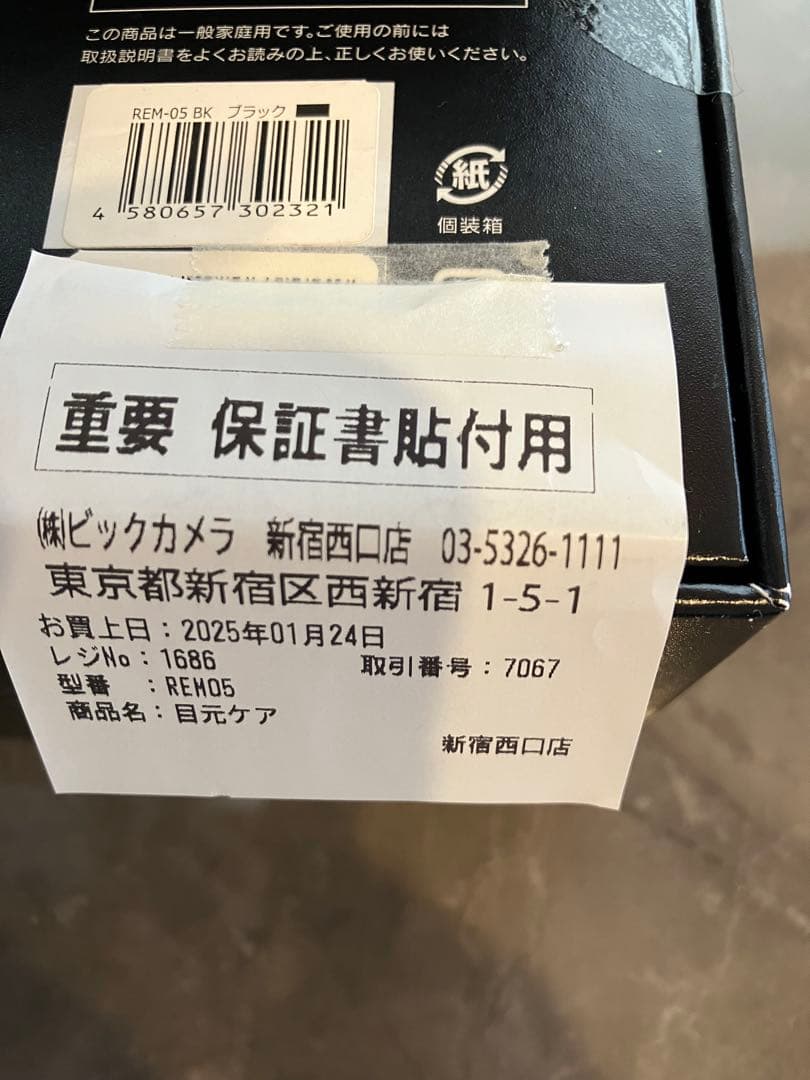 この商品は一般家庭用です。ご使用の前には
取扱説明書をよくお読みの上、正しくお使いください。
REM-05 BK ブラック
4 580657 302321
紙
個装箱
重要 保証書貼付用
㈱ビックカメラ 新宿西口店 03-5326-1111
東京都新宿区西新宿1-5-1
お買上日：2025年01月24日
レジNo：1686 取引番号：7067
型番 ：REM05
商品名：目元ケア
新宿西口店